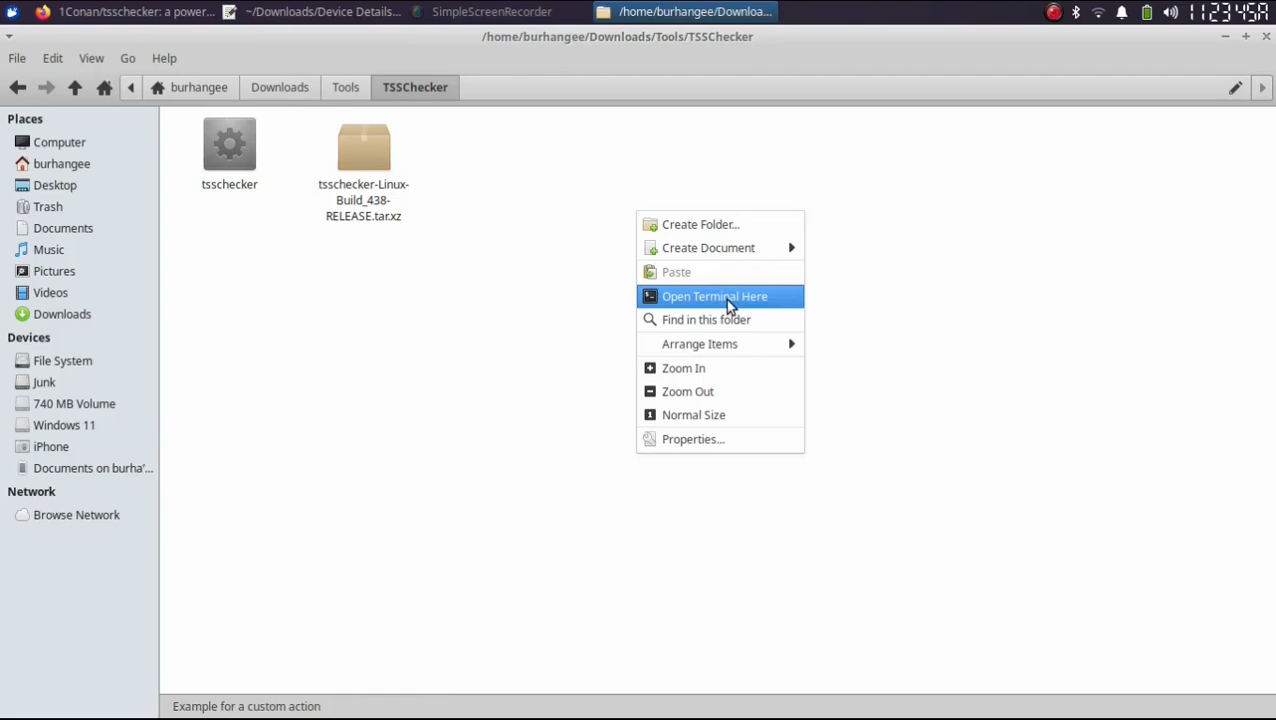 1Conan/tsschecker: a power...
~/Downloads/Device Details...
SimpleScreenRecorder
/home/burhangee/Downloa...
112345A
/home/burhangee/Downloads/Tools/TSSChecker
File Edit View Go Help
burhangee Downloads Tools TSSChecker
Places
Computer
burhangee
Desktop
Trash
Documents
Music
Pictures
Videos
Downloads
Devices
File System
Junk
740 MB Volume
Windows 11
iPhone
Documents on burha'...
Network
Browse Network
tsschecker
tsschecker-Linux-
Build_438-
RELEASE.tar.xz
Create Folder...
Create Document
Paste
Open Terminal Here
Find in this folder
Arrange Items
Zoom In
Zoom Out
Normal Size
Properties...
Example for a custom action